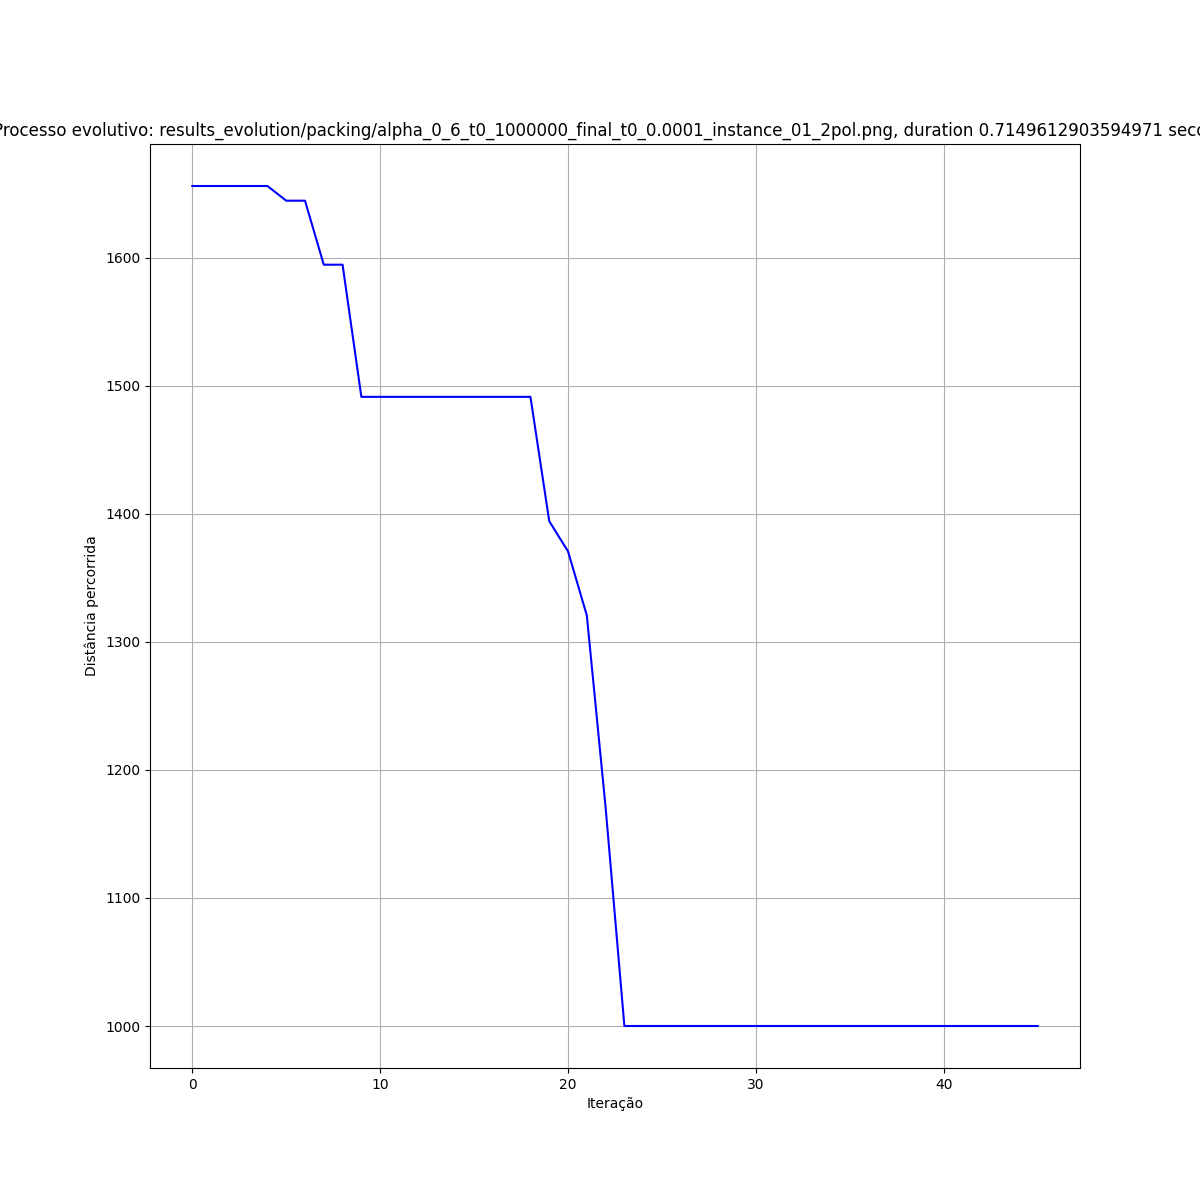 Processo evolutivo: results_evolution/packing/alpha_0_6_t0_1000000_final_t0_0.0001_instance_01_2pol.png, duration 0.7149612903594971
1600
1500
1400
1300
1200
1100
1000
Distância percorrida
0 10 20 30 40
Iteração